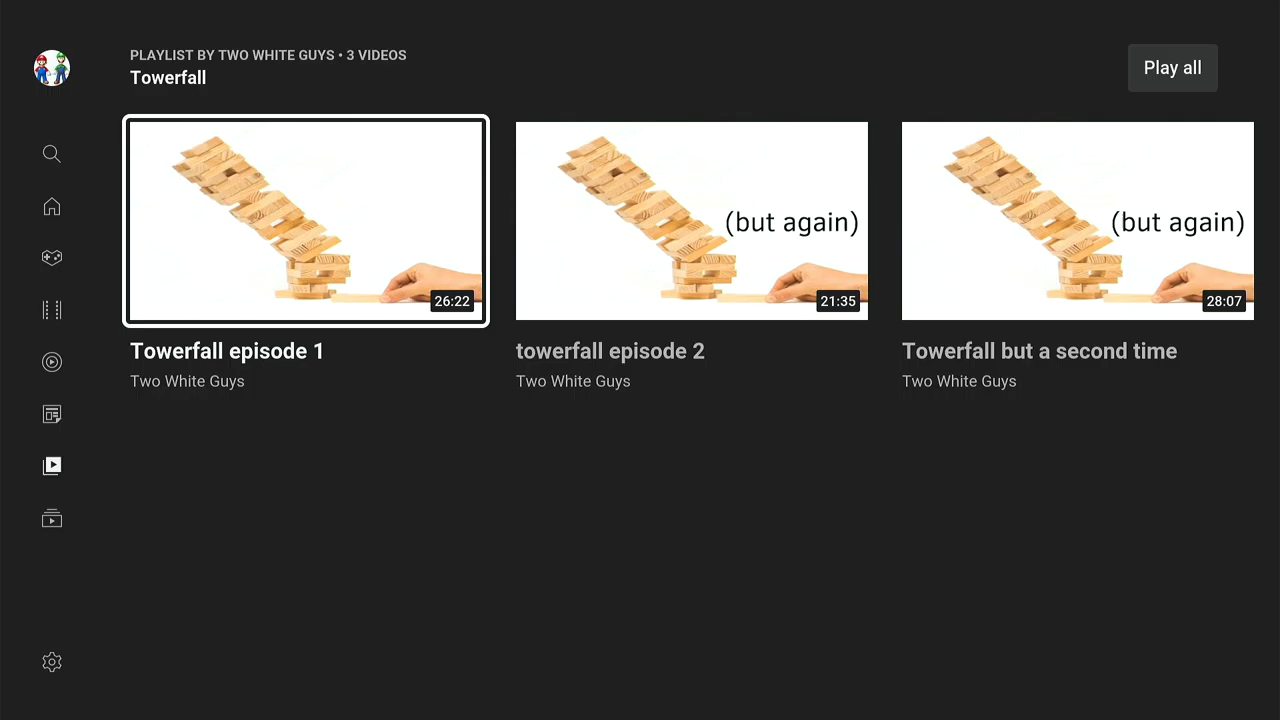 PLAYLIST BY TWO WHITE GUYS • 3 VIDEOS
Towerfall
Play all
26:22
(but again)
21:35
(but again)
28:07
Towerfall episode 1
Two White Guys
towerfall episode 2
Two White Guys
Towerfall but a second time
Two White Guys